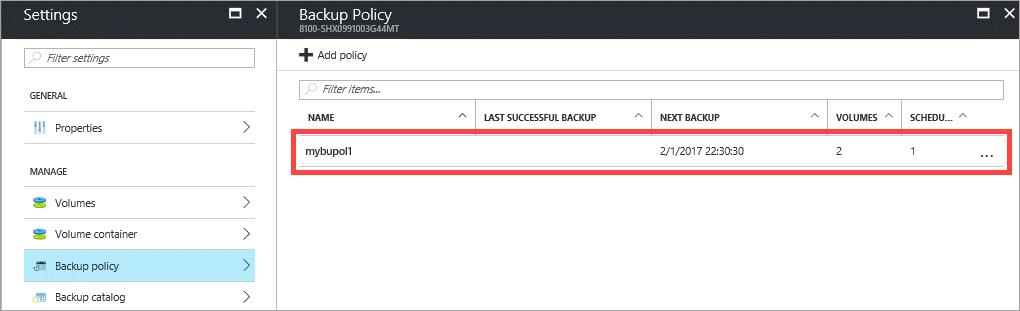 Settings
Filter settings
GENERAL
Properties
MANAGE
Volumes
Volume container
Backup policy
Backup catalog
Backup Policy
8100-SHX0991003G44MT
Add policy
Filter items...
NAME LAST SUCCESSFUL BACKUP NEXT BACKUP VOLUMES SCHEDU...
mybupol1 2/1/2017 22:30:30 2 1 ...